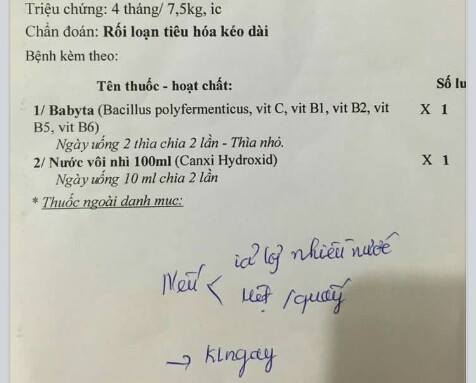 Triệu chứng: 4 tháng/ 7,5kg, ic
Chẩn đoán: Rối loạn tiêu hóa kéo dài
Bệnh kèm theo:
Tên thuốc - hoạt chất: Số lư
1/ Babyta (Bacillus polyfermenticus, vit C, vit B1, vit B2, vit X 1
B5, vit B6)
Ngày uống 2 thìa chia 2 lần - Thìa nhỏ.
2/ Nước vôi nhì 100ml (Canxi Hydroxid) X 1
Ngày uống 10 ml chia 2 lần
* Thuốc ngoài danh mục:
Nếu < ỉa lỏng nhiều nước
mệt / quấy
→ K ngay